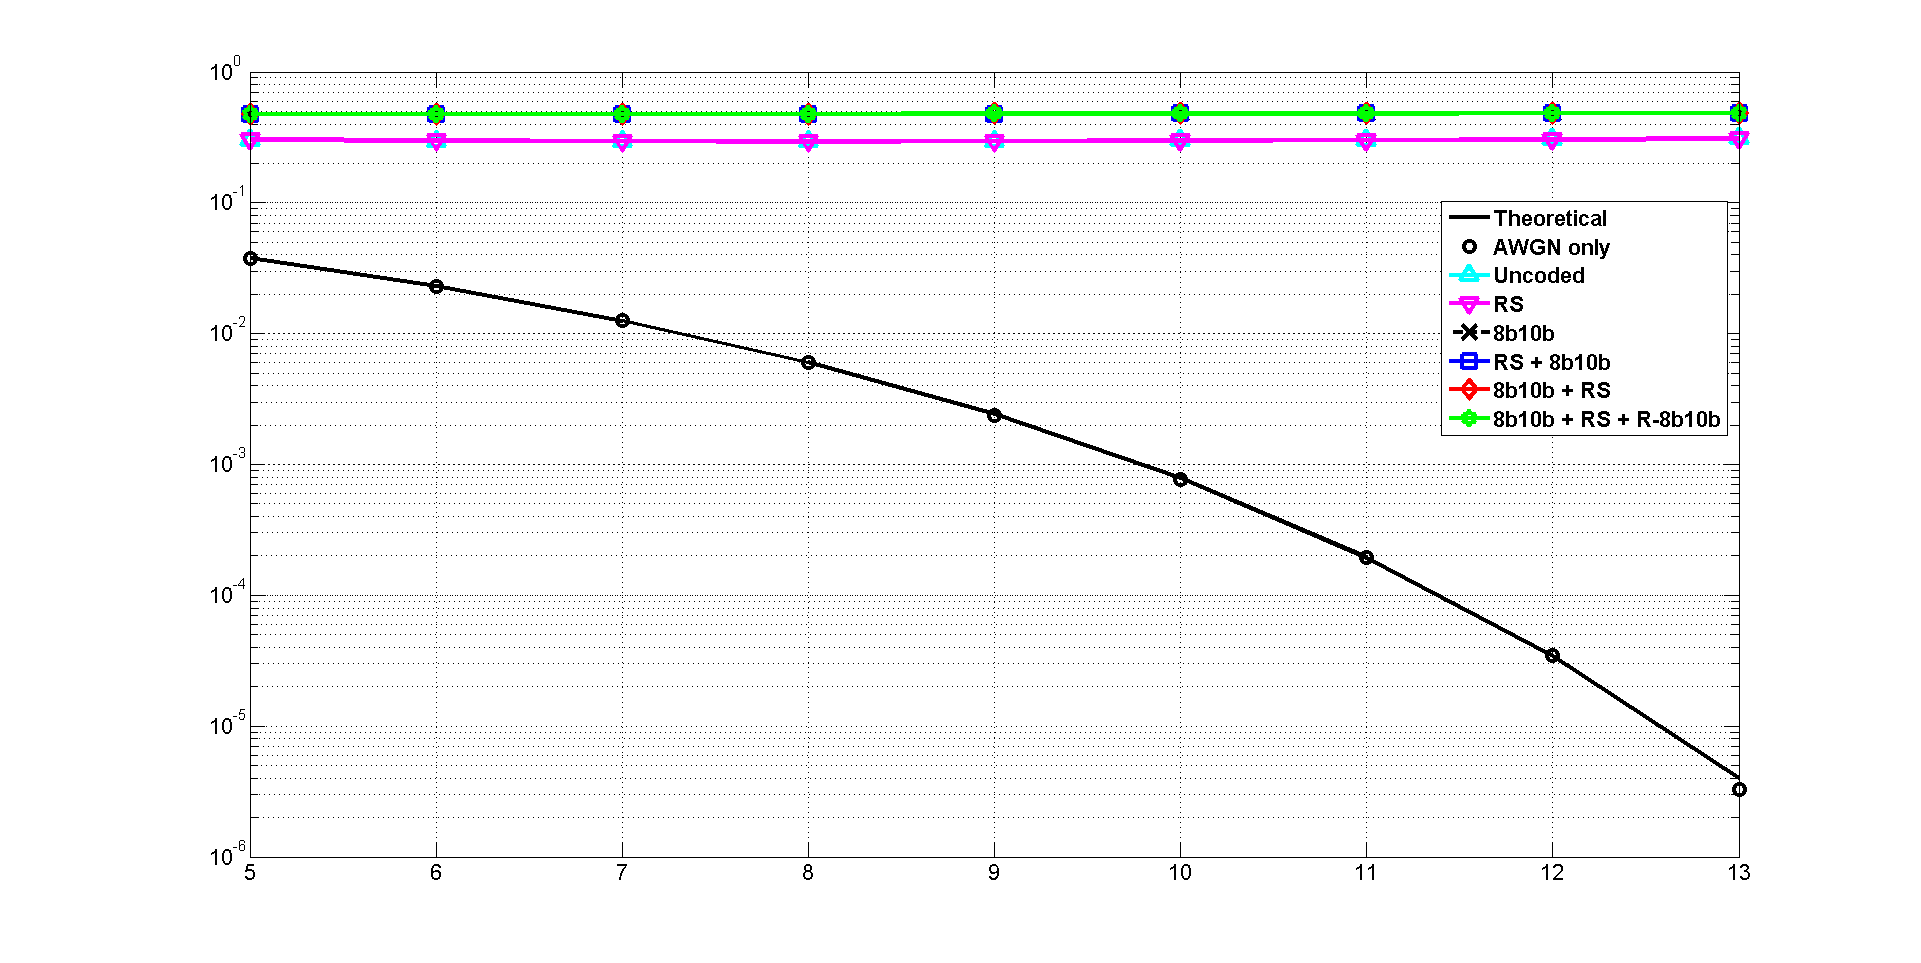 10^0
10^-1
10^-2
10^-3
10^-4
10^-5
10^-6
5 6 7 8 9 10 11 12 13
Theoretical
AWGN only
Uncoded
RS
8b10b
RS + 8b10b
8b10b + RS
8b10b + RS + R-8b10b